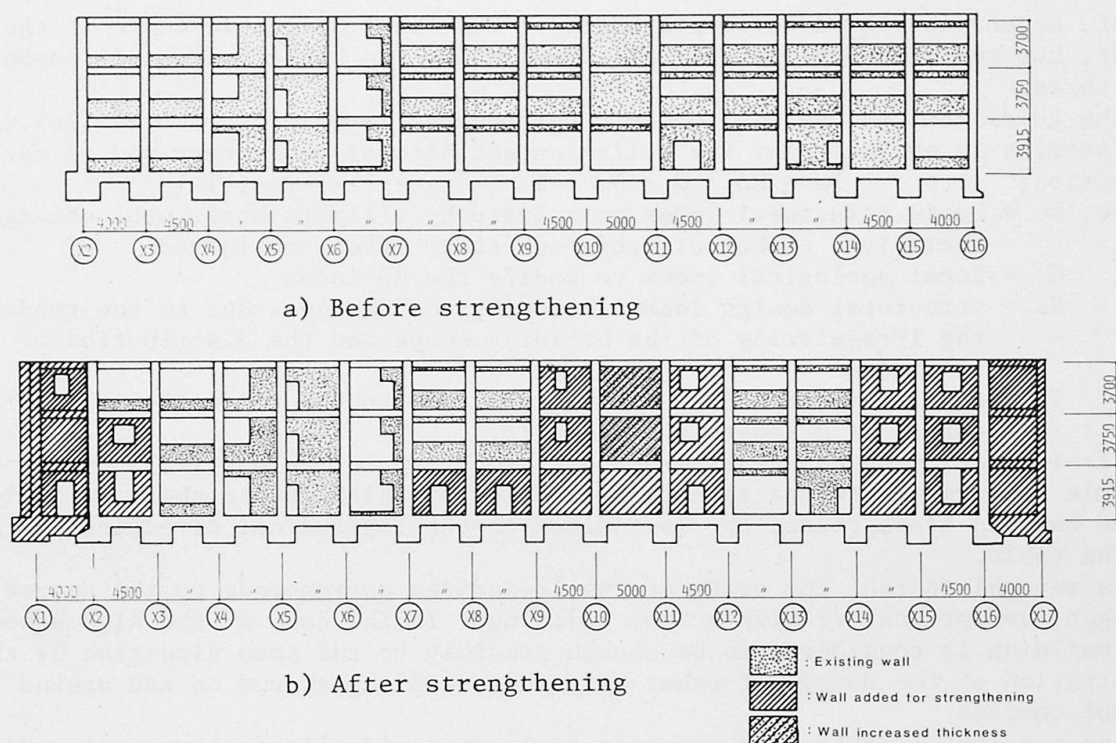 3700
3750
3915
4000 4500 " " " " 4500 5000 4500 " " 4500 4000
X2 X3 X4 X5 X6 X7 X8 X9 X10 X11 X12 X13 X14 X15 X16
a) Before strengthening
3700
3750
3915
4000 4500 " " " " " " 4500 5000 4500 " " " 4500 4000
X1 X2 X3 X4 X5 X6 X7 X8 X9 X10 X11 X12 X13 X14 X15 X16 X17
b) After strengthening
: Existing wall
: Wall added for strengthening
: Wall increased thickness